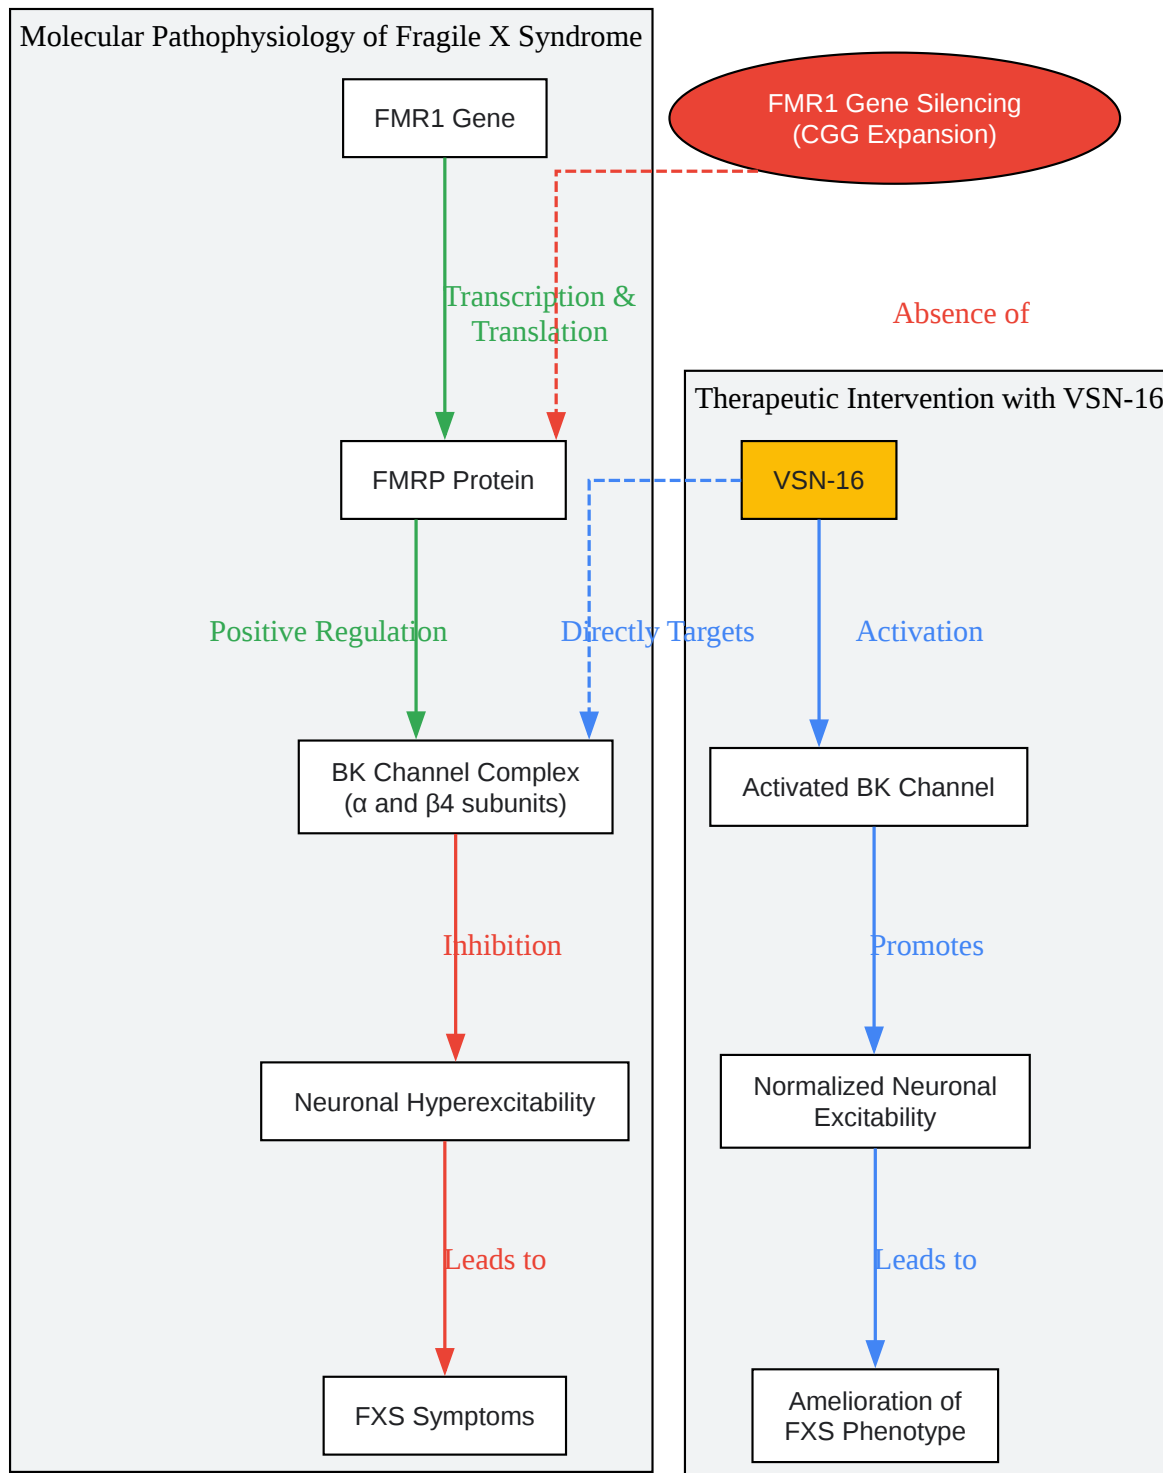 Molecular Pathophysiology of Fragile X Syndrome
FMR1 Gene
FMR1 Gene Silencing
(CGG Expansion)
Transcription &
Translation
Absence of
Therapeutic Intervention with VSN-16
FMRP Protein
VSN-16
Positive Regulation
Directly Targets
Activation
BK Channel Complex
(α and β4 subunits)
Activated BK Channel
Inhibition
Promotes
Neuronal Hyperexcitability
Normalized Neuronal
Excitability
Leads to
Leads to
FXS Symptoms
Amelioration of
FXS Phenotype